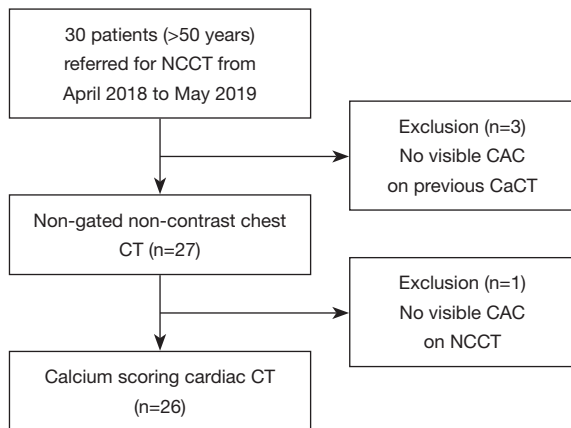 30 patients (>50 years)
referred for NCCT from
April 2018 to May 2019
Exclusion (n=3)
No visible CAC
on previous CaCT
Non-gated non-contrast chest
CT (n=27)
Exclusion (n=1)
No visible CAC
on NCCT
Calcium scoring cardiac CT
(n=26)